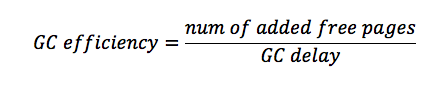 GC efficiency = num of added free pages / GC delay